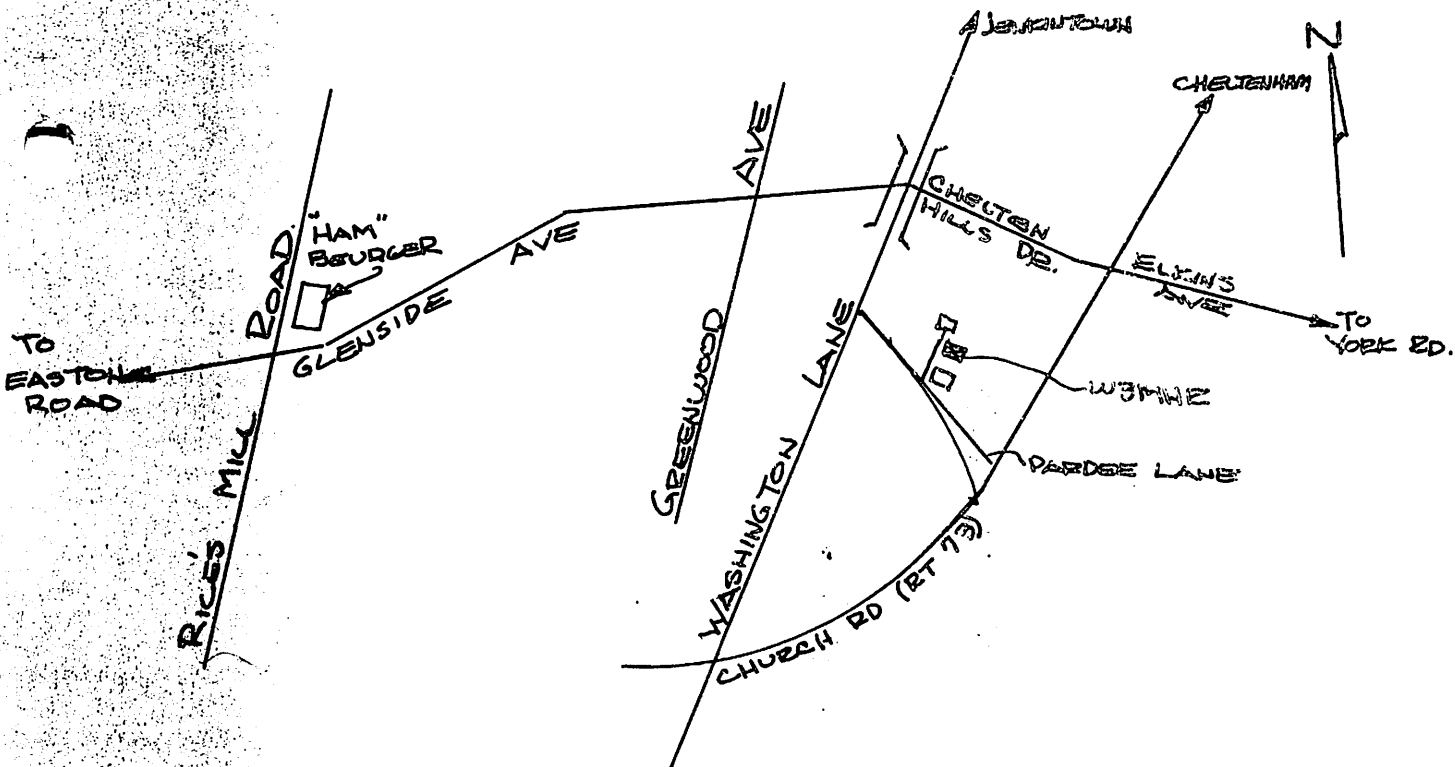 JENKINTOWN
N
CHELTENHAM
AVE
CHELTEN
HILLS
DR.
"HAM"
BEURGER
ROAD.
AVE
ELKINS
AVE
TO
YORK RD.
GLENSIDE
TO
EASTON
ROAD
LANE
GREENWOOD
W3MHE
MILL
WASHINGTON
PARDEE LANE
RICE'S
CHURCH RD (RT 73)